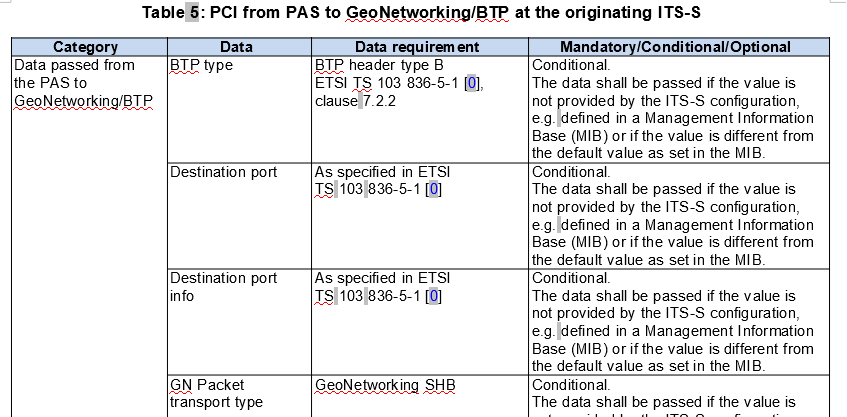 Table 5: PCI from PAS to GeoNetworking/BTP at the originating ITS-S
Category
Data
Data requirement
Mandatory/Conditional/Optional
Data passed from
the PAS to
GeoNetworking/BTP
BTP type
BTP header type B
ETSI TS 103 836-5-1 [0],
clause 7.2.2
Conditional.
The data shall be passed if the value is
not provided by the ITS-S configuration,
e.g. defined in a Management Information
Base (MIB) or if the value is different from
the default value as set in the MIB.
Destination port
As specified in ETSI
TS 103 836-5-1 [0]
Conditional.
The data shall be passed if the value is
not provided by the ITS-S configuration,
e.g. defined in a Management Information
Base (MIB) or if the value is different from
the default value as set in the MIB.
Destination port
info
As specified in ETSI
TS 103 836-5-1 [0]
Conditional.
The data shall be passed if the value is
not provided by the ITS-S configuration,
e.g. defined in a Management Information
Base (MIB) or if the value is different from
the default value as set in the MIB.
GN Packet
transport type
GeoNetworking SHB
Conditional.
The data shall be passed if the value is